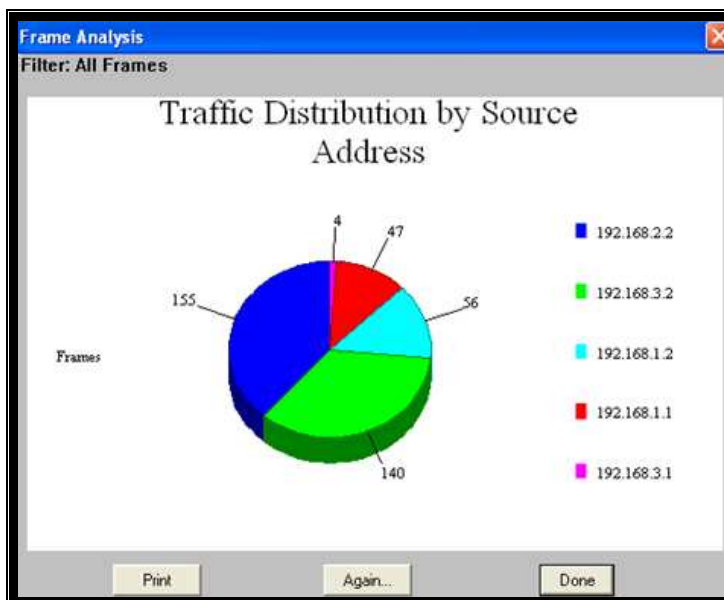 Frame Analysis
Filter: All Frames
Traffic Distribution by Source
Address
4
47
192.168.2.2
155
56
192.168.3.2
Frames
192.168.1.2
192.168.1.1
140
192.168.3.1
Print
Again...
Done